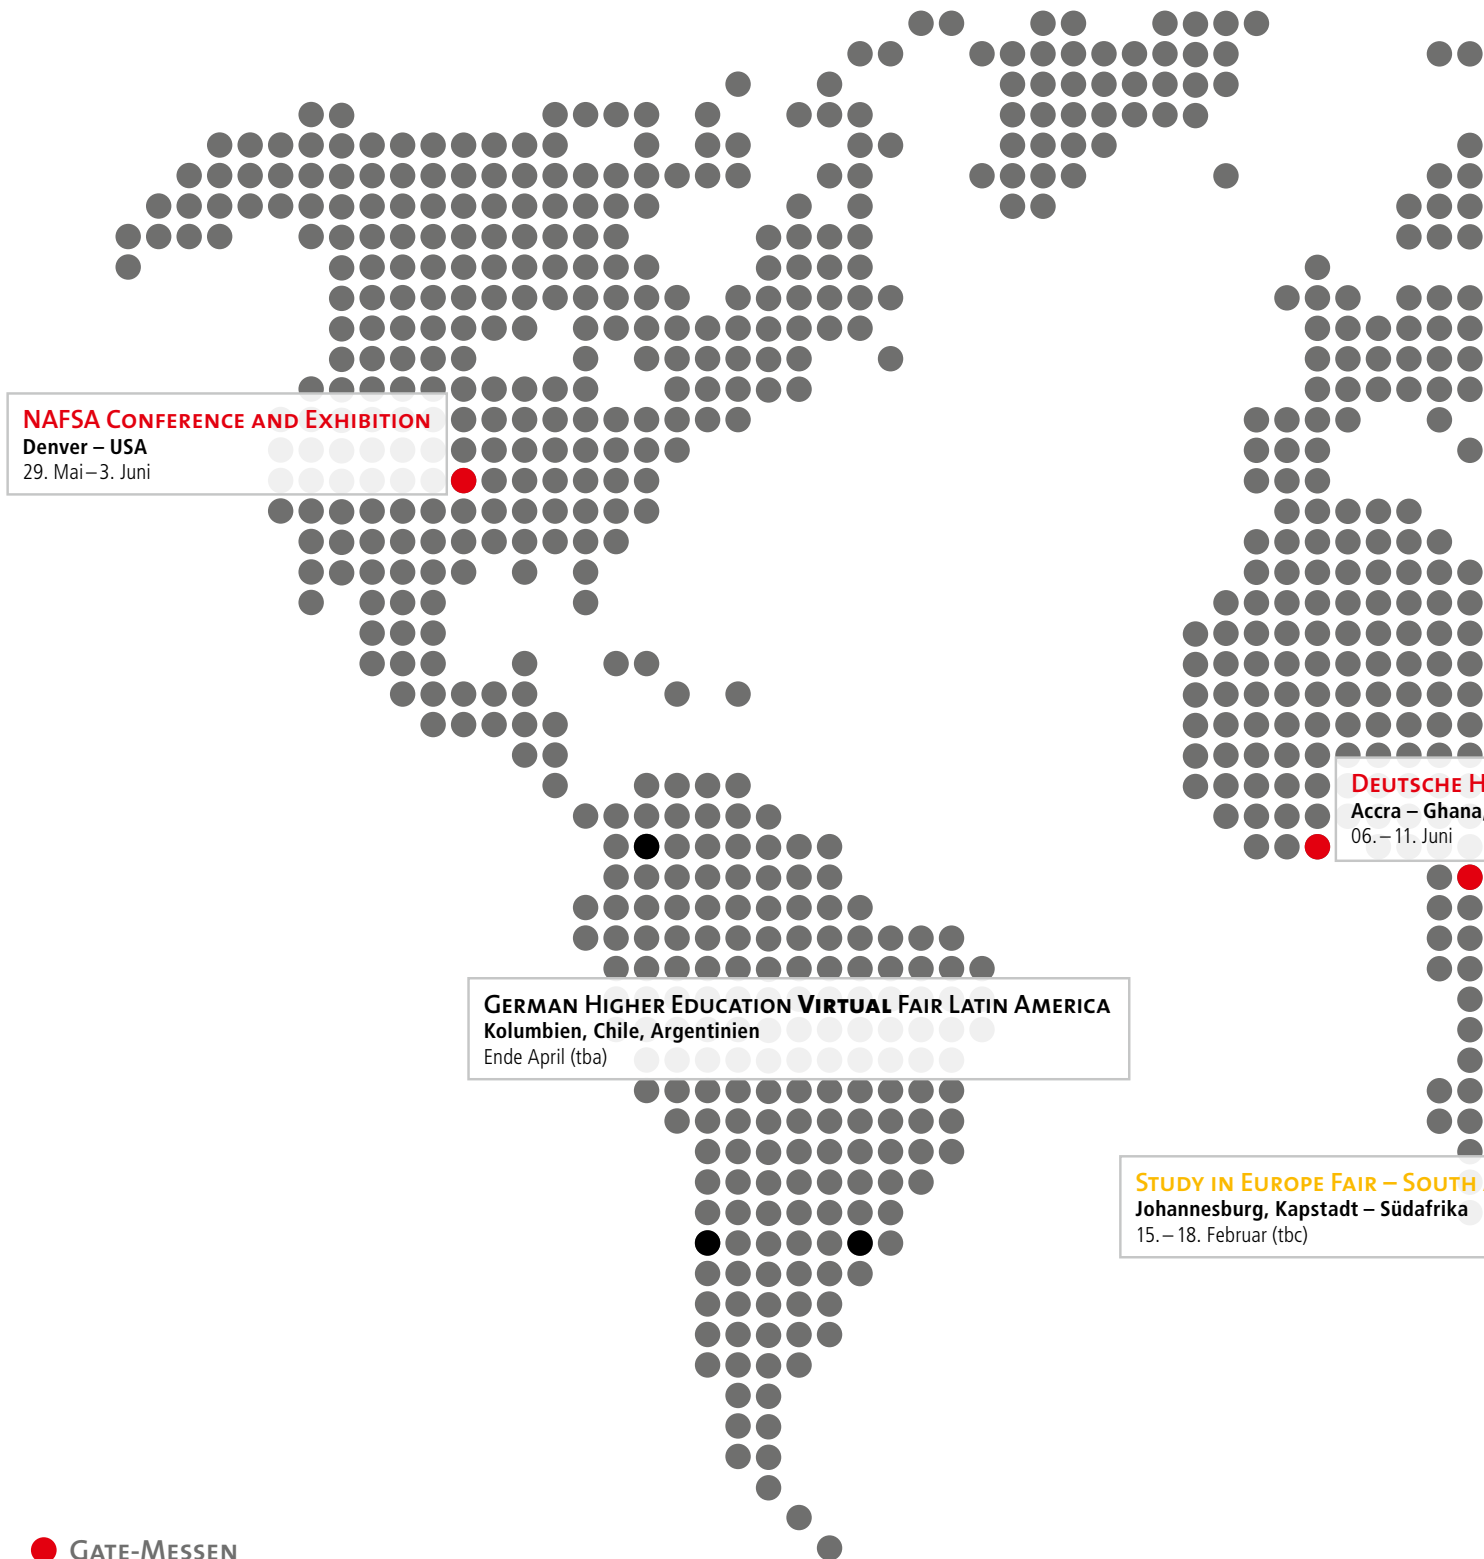 NAFSA Conference and Exhibition
Denver – USA
29. Mai – 3. Juni
Deutsche H
Accra – Ghana,
06. – 11. Juni
German Higher Education Virtual Fair Latin America
Kolumbien, Chile, Argentinien
Ende April (tba)
Study in Europe Fair – South
Johannesburg, Kapstadt – Südafrika
15. – 18. Februar (tbc)
Gate-Messen